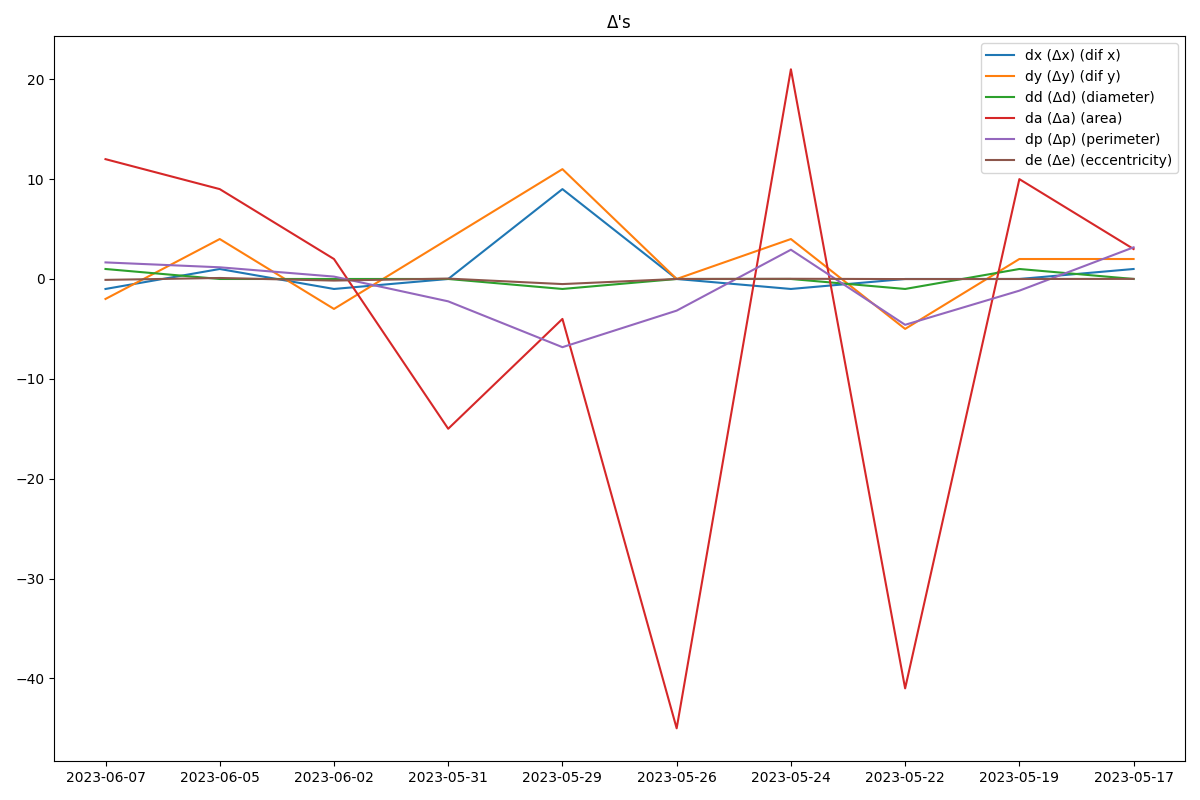 Δ's
dx (Δx) (dif x)
dy (Δy) (dif y)
dd (Δd) (diameter)
da (Δa) (area)
dp (Δp) (perimeter)
de (Δe) (eccentricity)
20
10
0
−10
−20
−30
−40
2023-06-07 2023-06-05 2023-06-02 2023-05-31 2023-05-29 2023-05-26 2023-05-24 2023-05-22 2023-05-19 2023-05-17